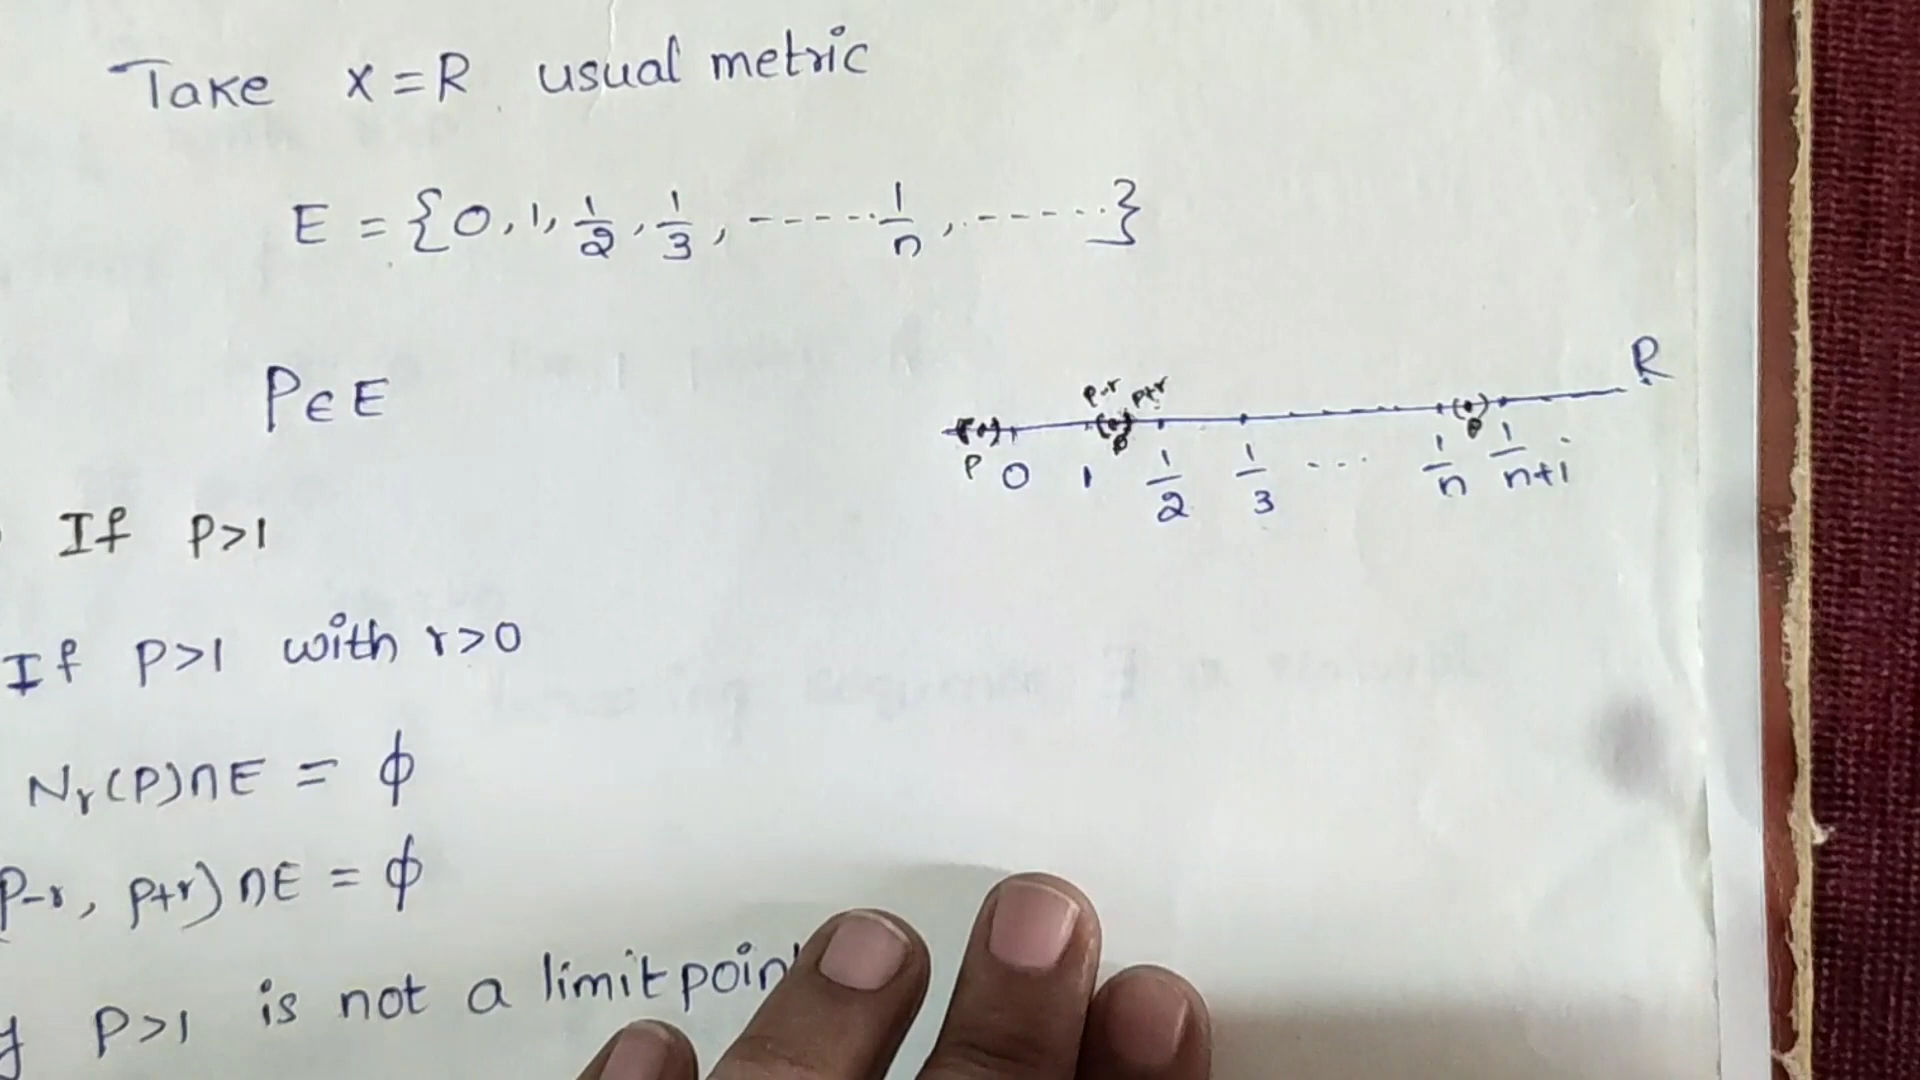 Take X = R usual metric
E = {0, 1, 1/2, 1/3, ----- 1/n, ------}
P ∈ E
R
p-r p+r
P 0 1 P 1/2 1/3 ... 1/n P 1/n+1
If P>1
If P>1 with r>0
Nr(P)∩E = ϕ
P-r, P+r)∩E = ϕ
y P>1 is not a limit point